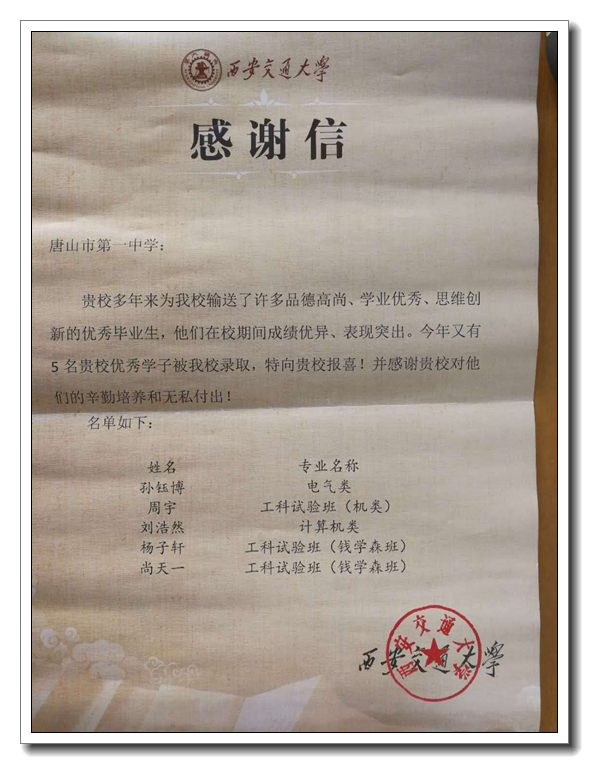 西安交通大学
感谢信
唐山市第一中学：
贵校多年来为我校输送了许多品德高尚、学业优秀、思维创
新的优秀毕业生，他们在校期间成绩优异、表现突出。今年又有
5名贵校优秀学子被我校录取，特向贵校报喜！并感谢贵校对他
们的辛勤培养和无私付出！
名单如下：
姓名 专业名称
孙钰博 电气类
周宇 工科试验班（机类）
刘浩然 计算机类
杨子轩 工科试验班（钱学森班）
尚天一 工科试验班（钱学森班）
西安交通大学
西安交通大学